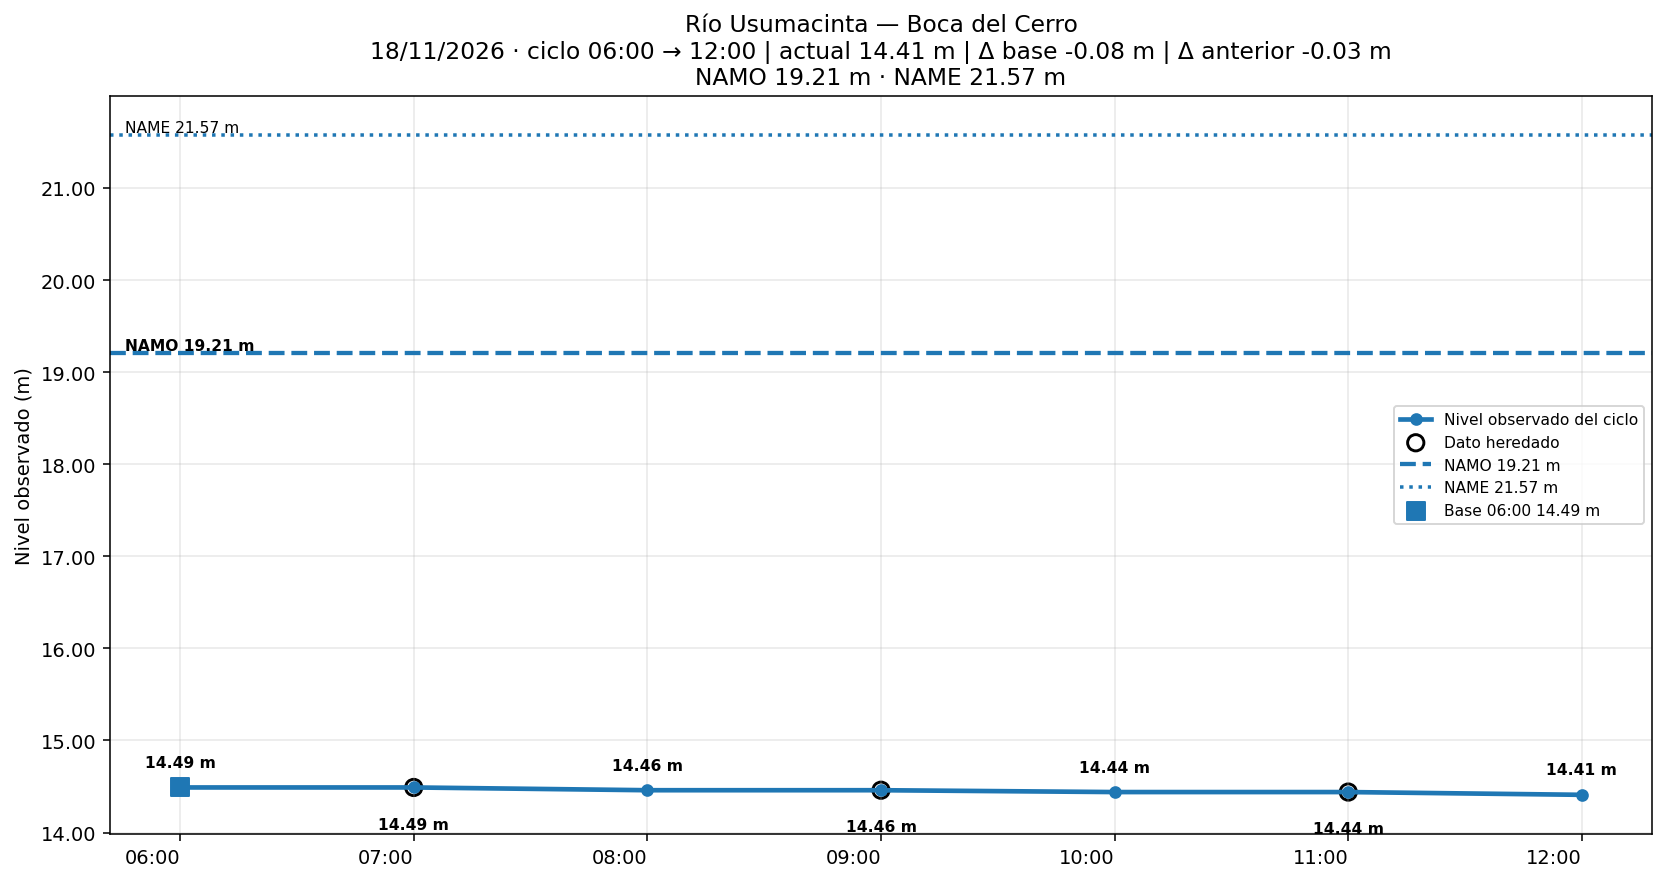 Río Usumacinta — Boca del Cerro
18/11/2026 · ciclo 06:00 → 12:00 | actual 14.41 m | Δ base -0.08 m | Δ anterior -0.03 m
NAMO 19.21 m · NAME 21.57 m
NAME 21.57 m
21.00
20.00
NAMO 19.21 m
19.00
Nivel observado (m)
Nivel observado del ciclo
Dato heredado
NAMO 19.21 m
NAME 21.57 m
Base 06:00 14.49 m
18.00
17.00
16.00
15.00
14.49 m
14.46 m
14.44 m
14.41 m
14.49 m
14.46 m
14.44 m
14.00
06:00
07:00
08:00
09:00
10:00
11:00
12:00